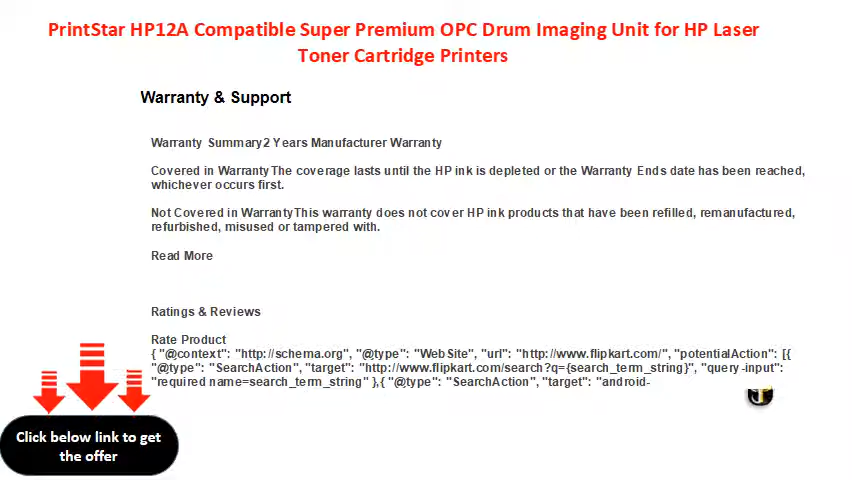 PrintStar HP12A Compatible Super Premium OPC Drum Imaging Unit for HP Laser
Toner Cartridge Printers
Warranty & Support
Warranty Summary2 Years Manufacturer Warranty
Covered in WarrantyThe coverage lasts until the HP ink is depleted or the Warranty Ends date has been reached,
whichever occurs first.
Not Covered in WarrantyThis warranty does not cover HP ink products that have been refilled, remanufactured,
refurbished, misused or tampered with.
Read More
Ratings & Reviews
Rate Product
{ "@context": "http://schema.org", "@type": "WebSite", "url": "http://www.flipkart.com/", "potentialAction": [{
"@type": "SearchAction", "target": "http://www.flipkart.com/search?q={search_term_string}", "query-input":
"required name=search_term_string" },{ "@type": "SearchAction", "target": "android-
Click below link to get
the offer